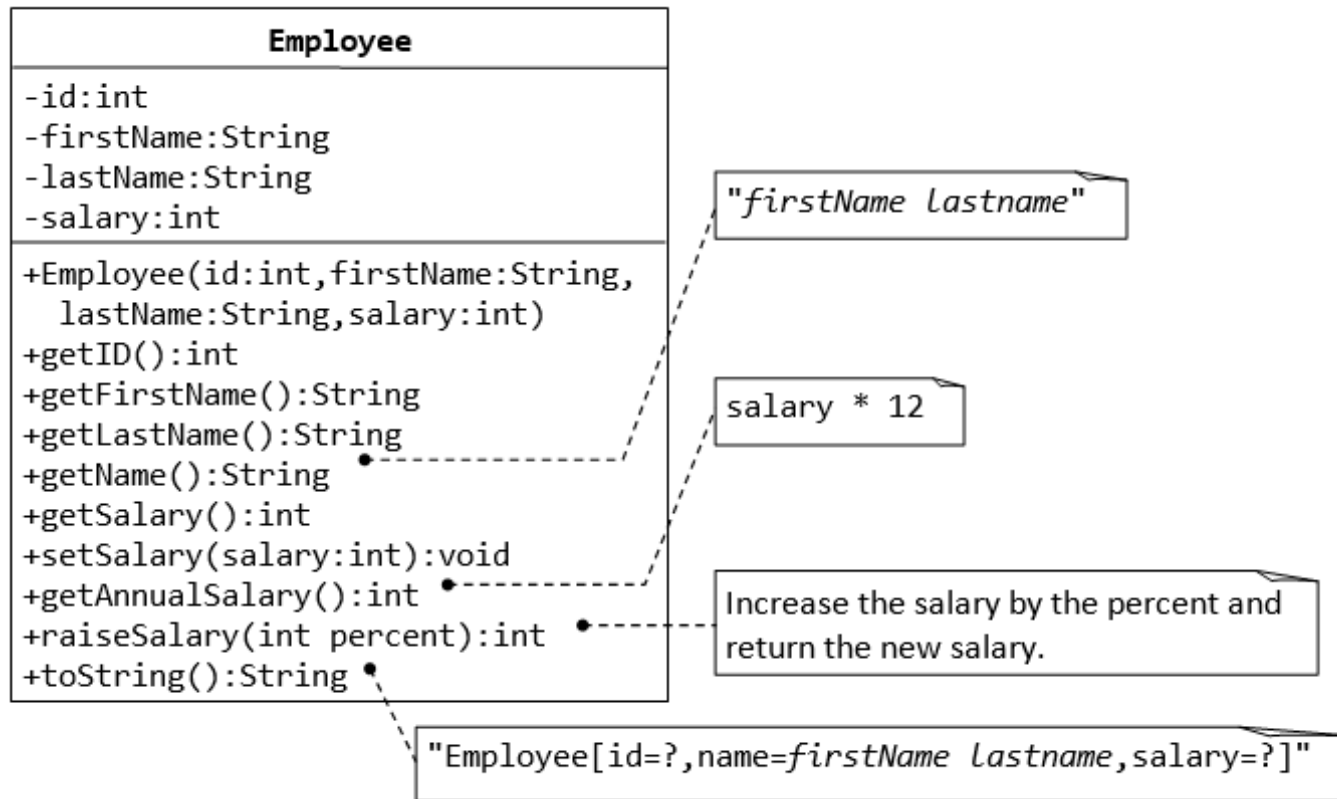 Employee
-id:int
-firstName:String
-lastName:String
-salary:int
+Employee(id:int,firstName:String,
lastName:String,salary:int)
+getID():int
+getFirstName():String
+getLastName():String
+getName():String
+getSalary():int
+setSalary(salary:int):void
+getAnnualSalary():int
+raiseSalary(int percent):int
+toString():String
"firstName lastname"
salary * 12
Increase the salary by the percent and
return the new salary.
"Employee[id=?,name=firstName lastname,salary=?]"